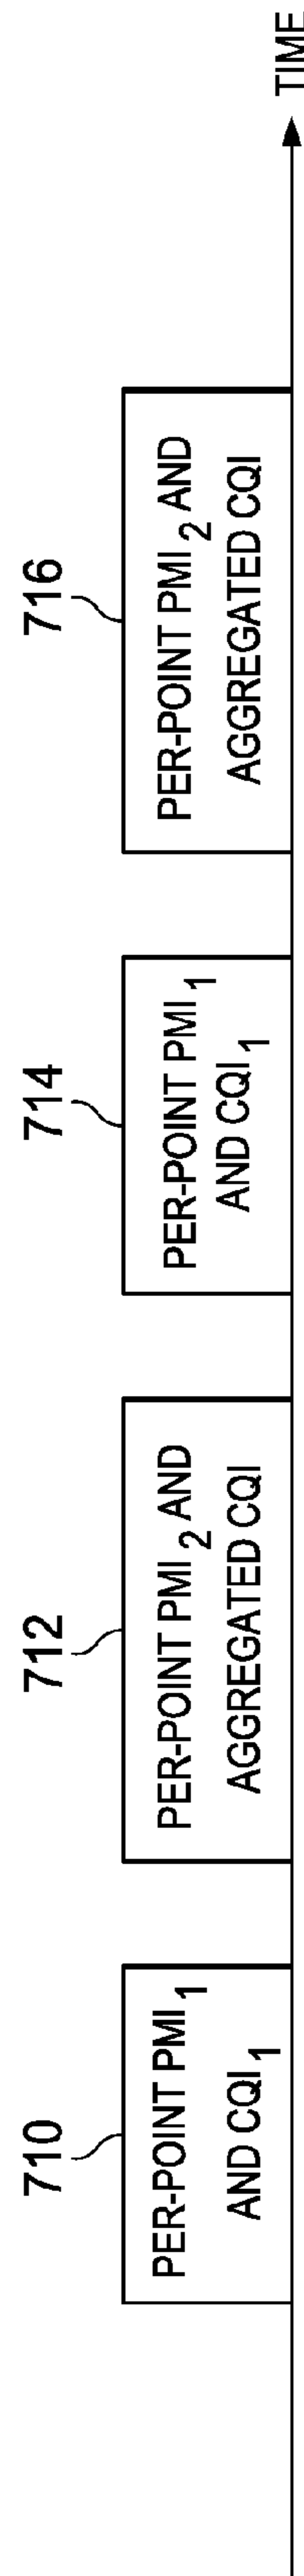 710
PER-POINT PMI1
AND CQI1
712
PER-POINT PMI2 AND
AGGREGATED CQI
714
PER-POINT PMI1
AND CQI1
716
PER-POINT PMI2 AND
AGGREGATED CQI
TIME